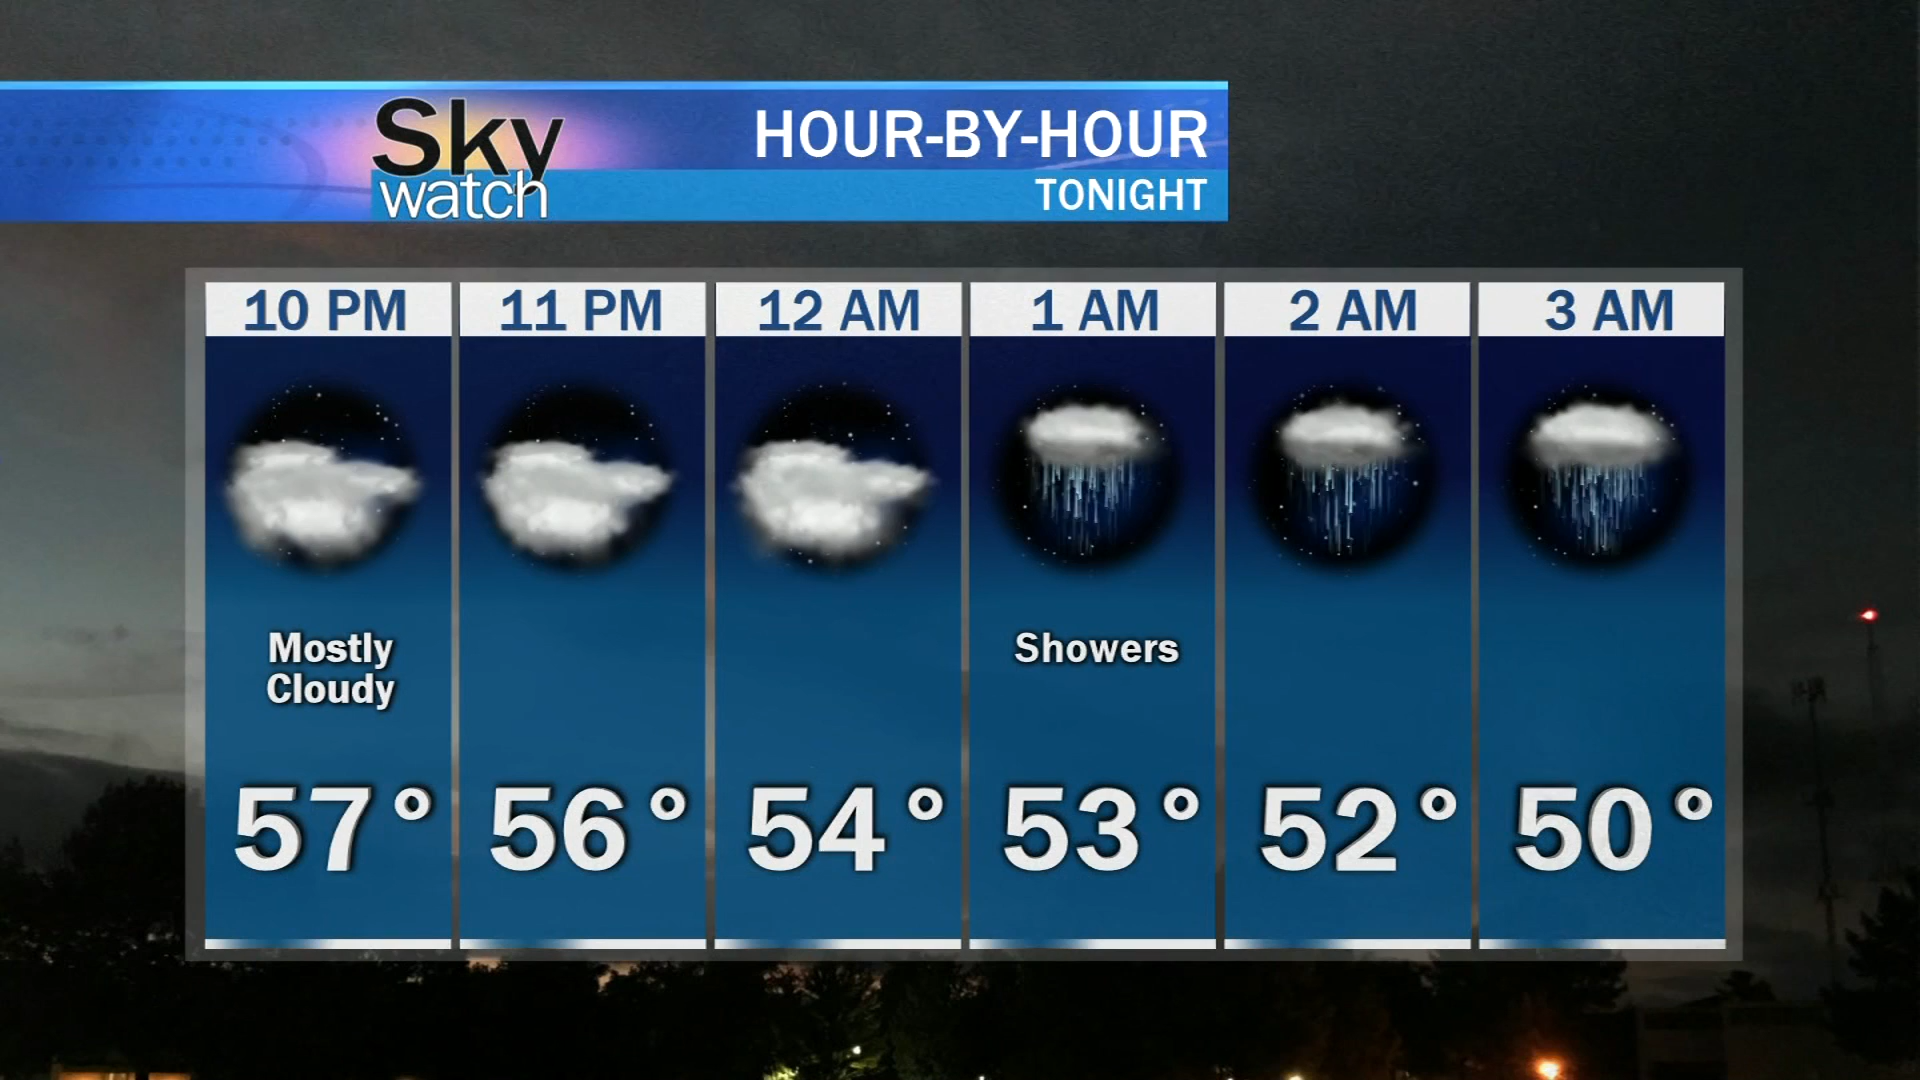 Sky
watch
HOUR-BY-HOUR
TONIGHT
10 PM
11 PM
12 AM
1 AM
2 AM
3 AM
Mostly
Cloudy
Showers
57°
56°
54°
53°
52°
50°